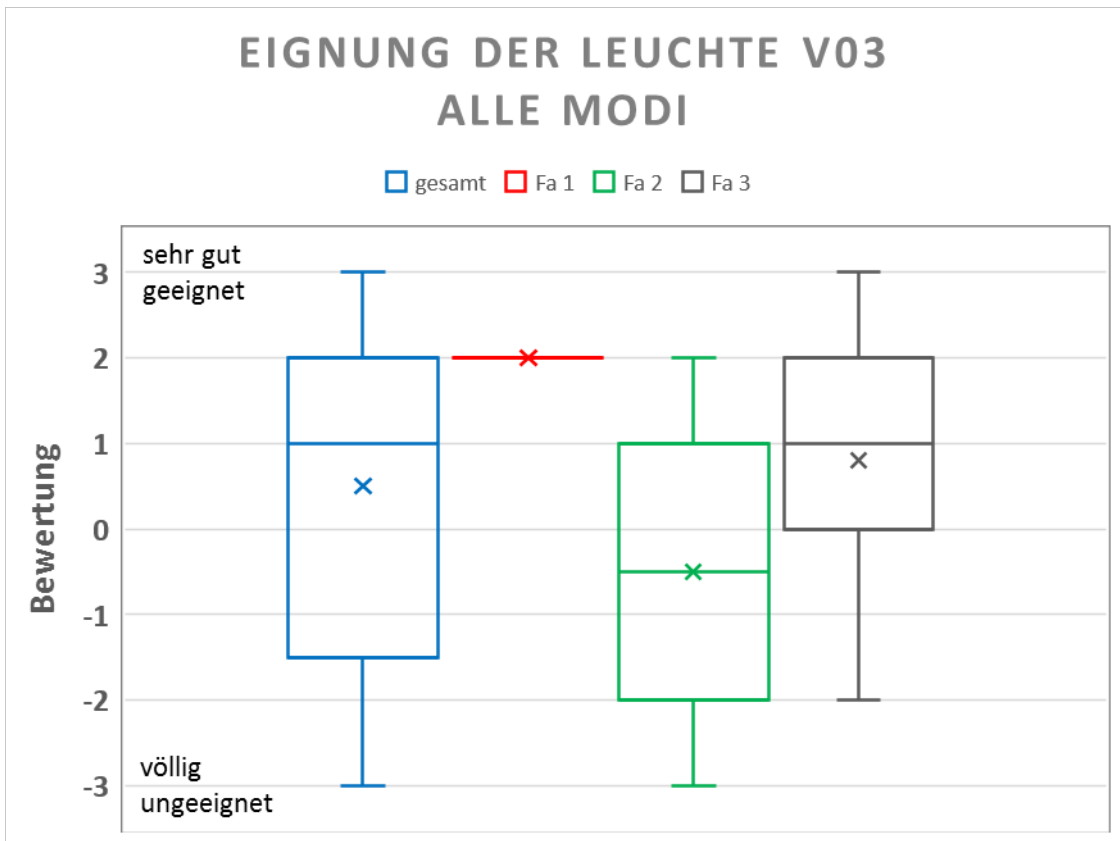 EIGNUNG DER LEUCHTE V03
ALLE MODI
gesamt Fa 1 Fa 2 Fa 3
sehr gut
geeignet
3
2
1
0
-1
-2
-3
Bewertung
völlig
ungeeignet